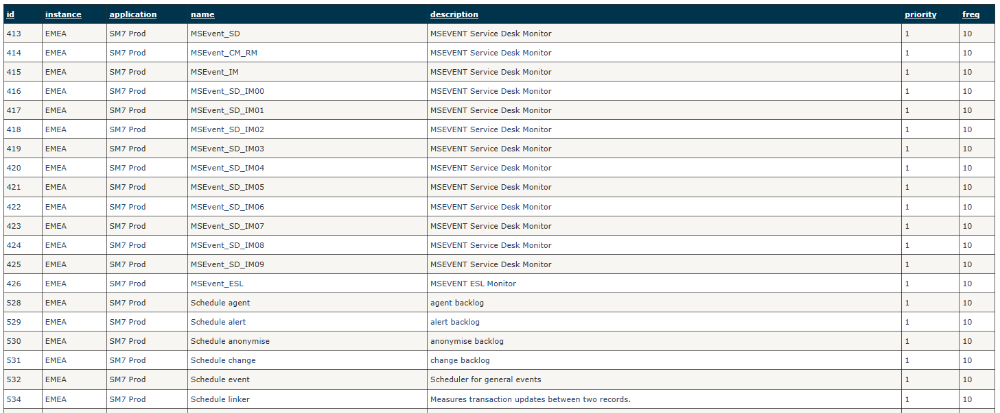 id instance application name description priority freq
413 EMEA SM7 Prod MSEvent_SD MSEVENT Service Desk Monitor 1 10
414 EMEA SM7 Prod MSEvent_CM_RM MSEVENT Service Desk Monitor 1 10
415 EMEA SM7 Prod MSEvent_IM MSEVENT Service Desk Monitor 1 10
416 EMEA SM7 Prod MSEvent_SD_IM00 MSEVENT Service Desk Monitor 1 10
417 EMEA SM7 Prod MSEvent_SD_IM01 MSEVENT Service Desk Monitor 1 10
418 EMEA SM7 Prod MSEvent_SD_IM02 MSEVENT Service Desk Monitor 1 10
419 EMEA SM7 Prod MSEvent_SD_IM03 MSEVENT Service Desk Monitor 1 10
420 EMEA SM7 Prod MSEvent_SD_IM04 MSEVENT Service Desk Monitor 1 10
421 EMEA SM7 Prod MSEvent_SD_IM05 MSEVENT Service Desk Monitor 1 10
422 EMEA SM7 Prod MSEvent_SD_IM06 MSEVENT Service Desk Monitor 1 10
423 EMEA SM7 Prod MSEvent_SD_IM07 MSEVENT Service Desk Monitor 1 10
424 EMEA SM7 Prod MSEvent_SD_IM08 MSEVENT Service Desk Monitor 1 10
425 EMEA SM7 Prod MSEvent_SD_IM09 MSEVENT Service Desk Monitor 1 10
426 EMEA SM7 Prod MSEvent_ESL MSEVENT ESL Monitor 1 10
528 EMEA SM7 Prod Schedule agent agent backlog 1 10
529 EMEA SM7 Prod Schedule alert alert backlog 1 10
530 EMEA SM7 Prod Schedule anonymise anonymise backlog 1 10
531 EMEA SM7 Prod Schedule change change backlog 1 10
532 EMEA SM7 Prod Schedule event Scheduler for general events 1 10
534 EMEA SM7 Prod Schedule linker Measures transaction updates between two records. 1 10